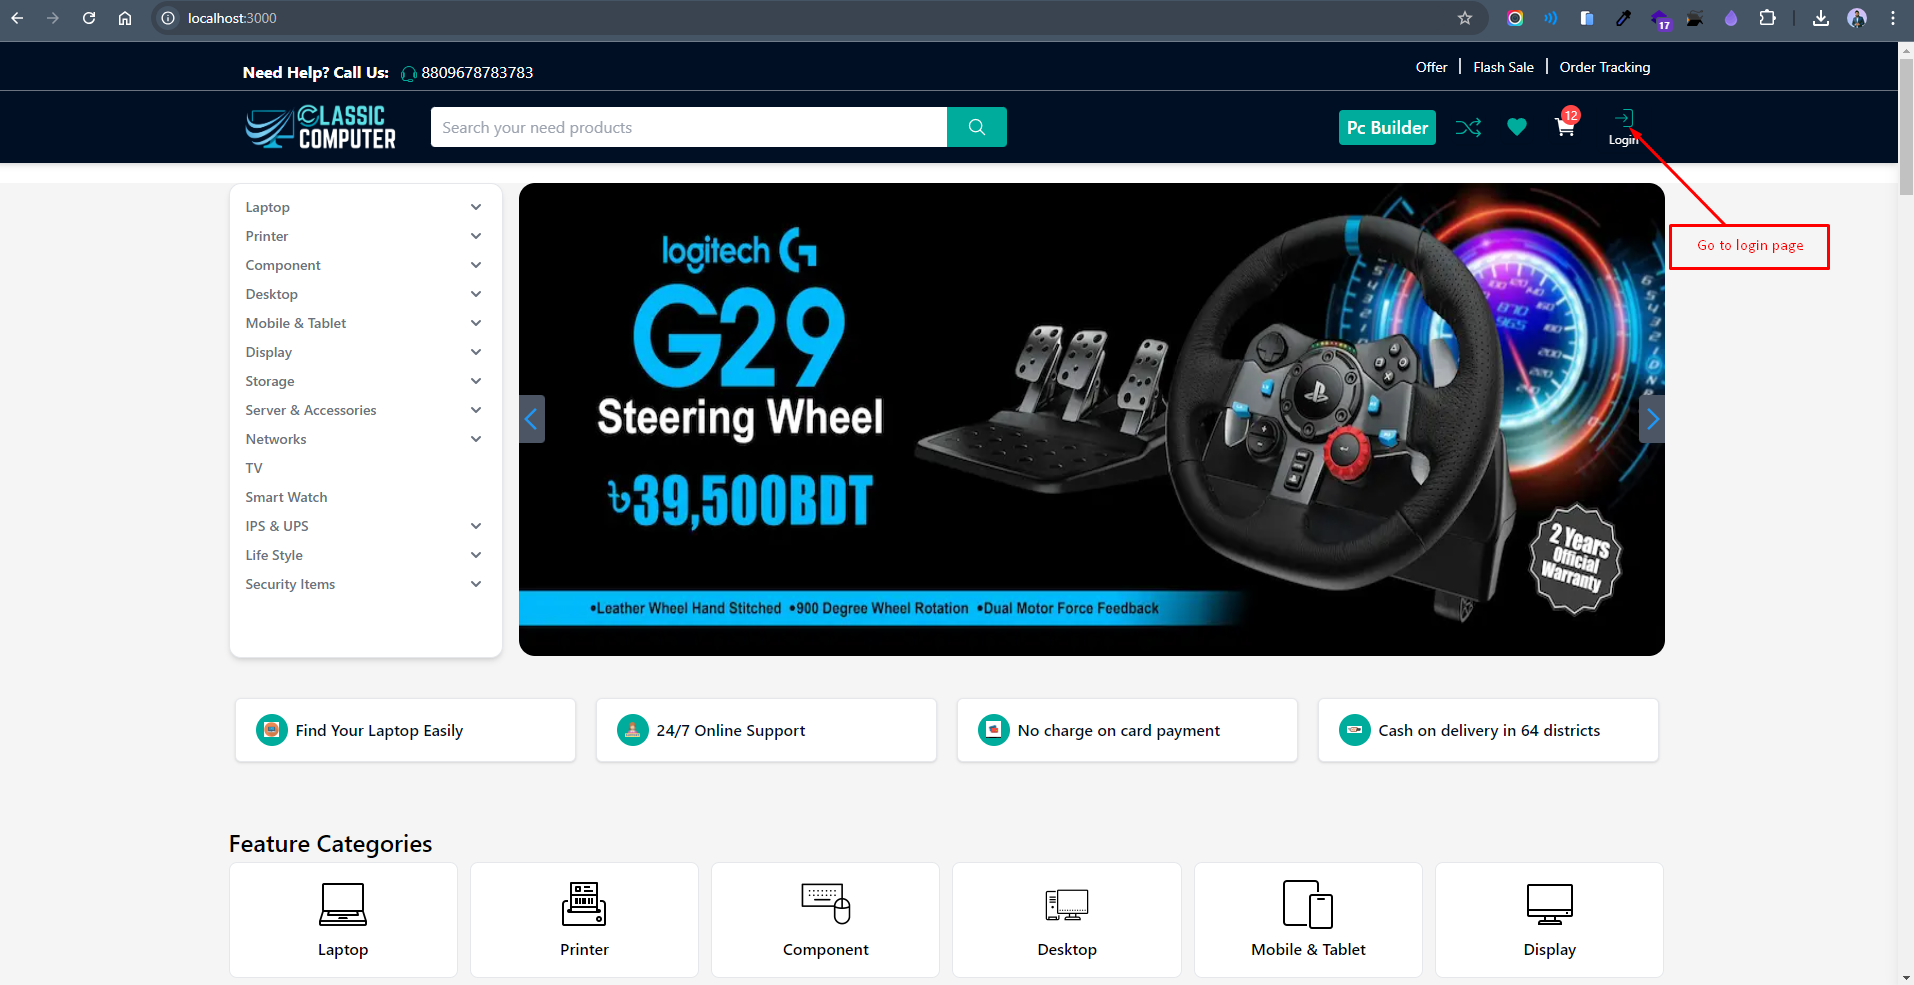 localhost:3000
17
Need Help? Call Us: 8809678783783
Offer | Flash Sale | Order Tracking
CLASSIC
COMPUTER
Search your need products
Pc Builder
12
Login
Go to login page
Laptop
Printer
Component
Desktop
Mobile & Tablet
Display
Storage
Server & Accessories
Networks
TV
Smart Watch
IPS & UPS
Life Style
Security Items
logitech G
G29
Steering Wheel
৳39,500BDT
2 Years
Official
Warranty
•Leather Wheel Hand Stitched •900 Degree Wheel Rotation •Dual Motor Force Feedback
Find Your Laptop Easily
24/7 Online Support
No charge on card payment
Cash on delivery in 64 districts
Feature Categories
Laptop
Printer
Component
Desktop
Mobile & Tablet
Display